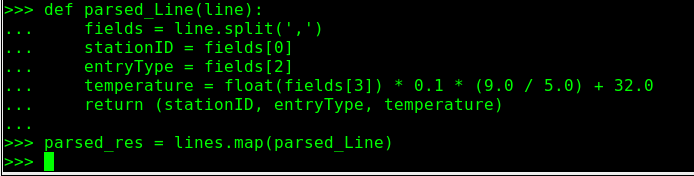 >>> def parsed_Line(line):
...     fields = line.split(',')
...     stationID = fields[0]
...     entryType = fields[2]
...     temperature = float(fields[3]) * 0.1 * (9.0 / 5.0) + 32.0
...     return (stationID, entryType, temperature)
...
>>> parsed_res = lines.map(parsed_Line)
>>>